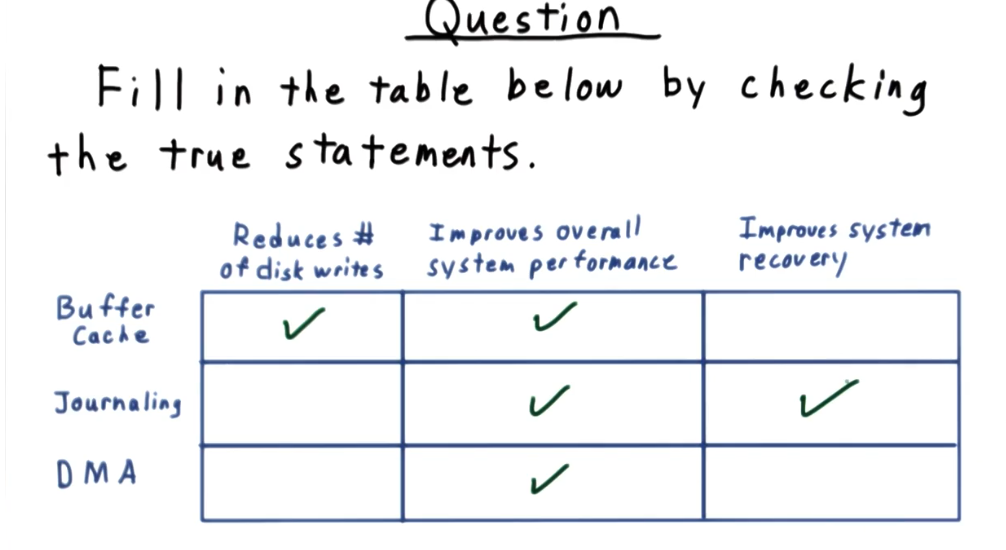 Question
Fill in the table below by checking
the true statements.
Reduces # of disk writes
Improves overall system performance
Improves system recovery
Buffer Cache ✓ ✓
Journaling ✓ ✓
DMA ✓